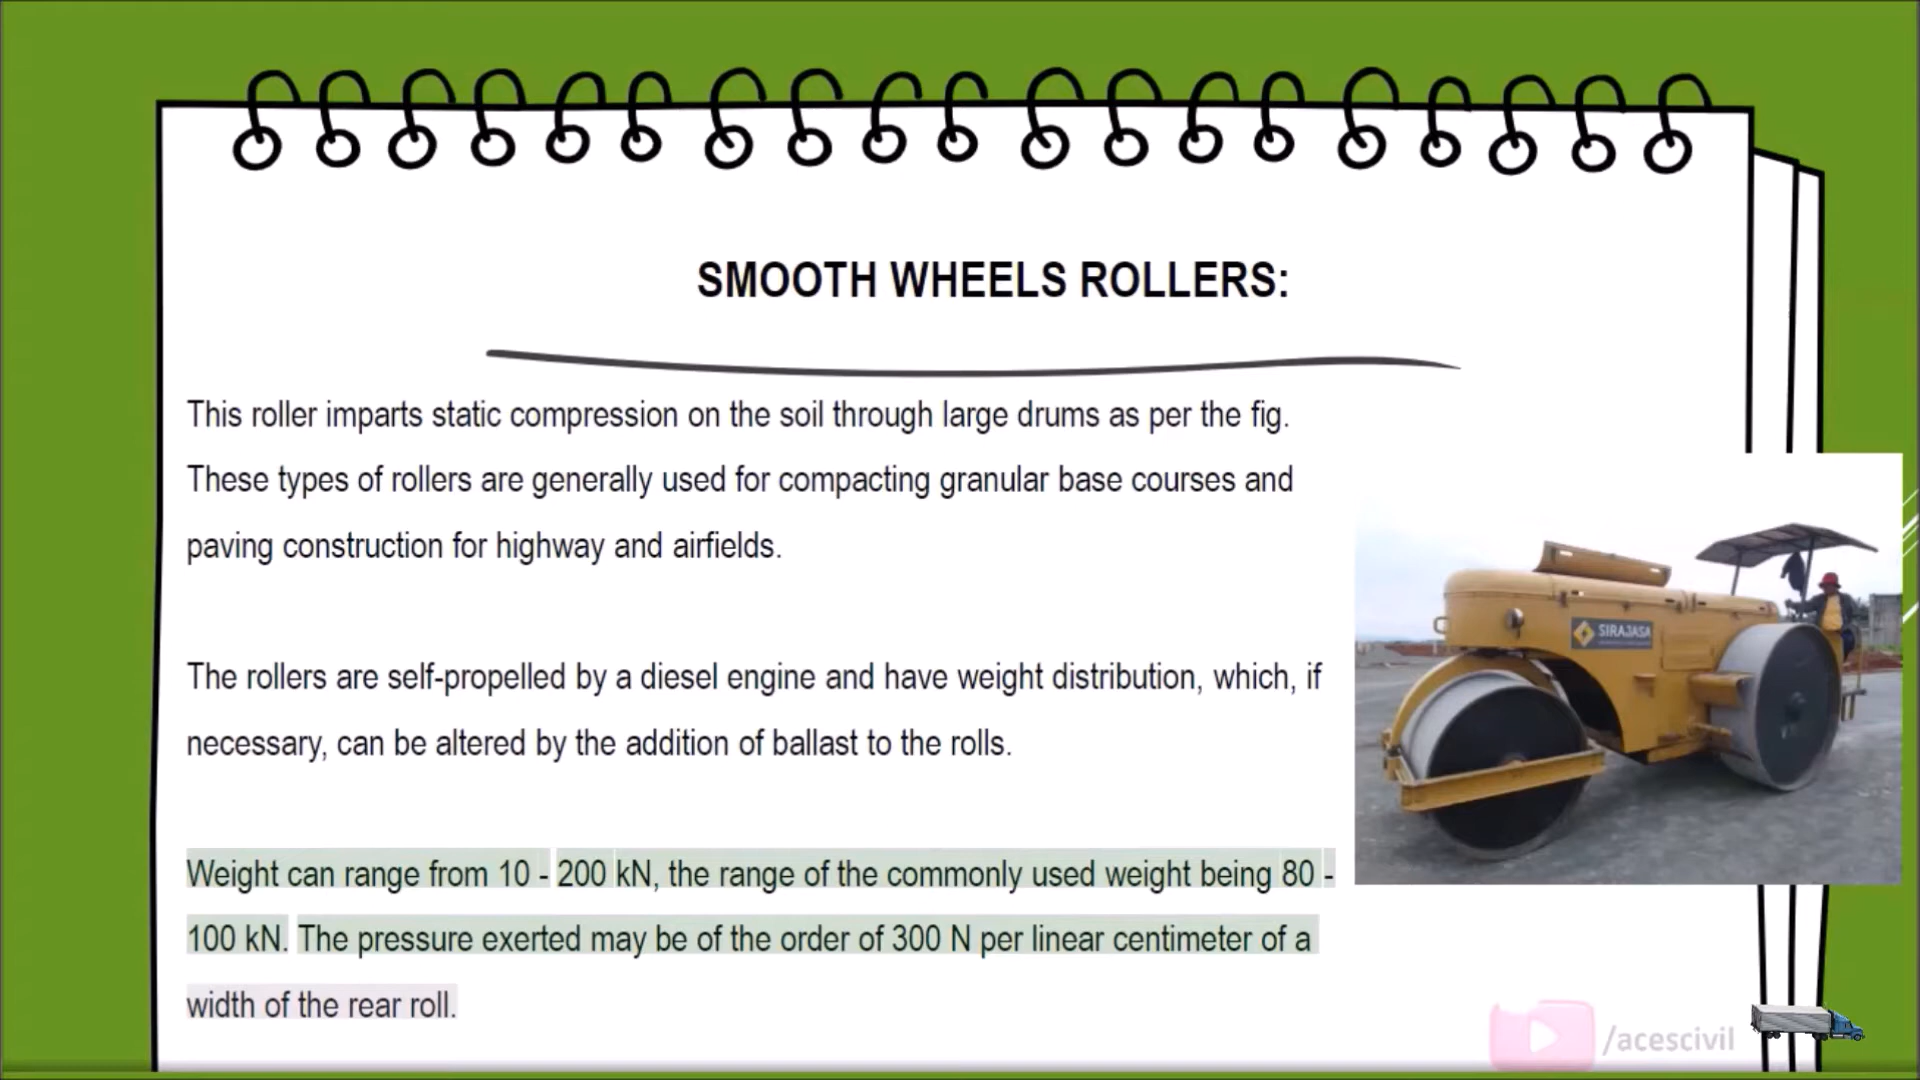 SMOOTH WHEELS ROLLERS:
This roller imparts static compression on the soil through large drums as per the fig.
These types of rollers are generally used for compacting granular base courses and
paving construction for highway and airfields.
The rollers are self-propelled by a diesel engine and have weight distribution, which, if
necessary, can be altered by the addition of ballast to the rolls.
SIRAJASA
Weight can range from 10 - 200 kN, the range of the commonly used weight being 80 -
100 kN. The pressure exerted may be of the order of 300 N per linear centimeter of a
width of the rear roll.
/acescivil